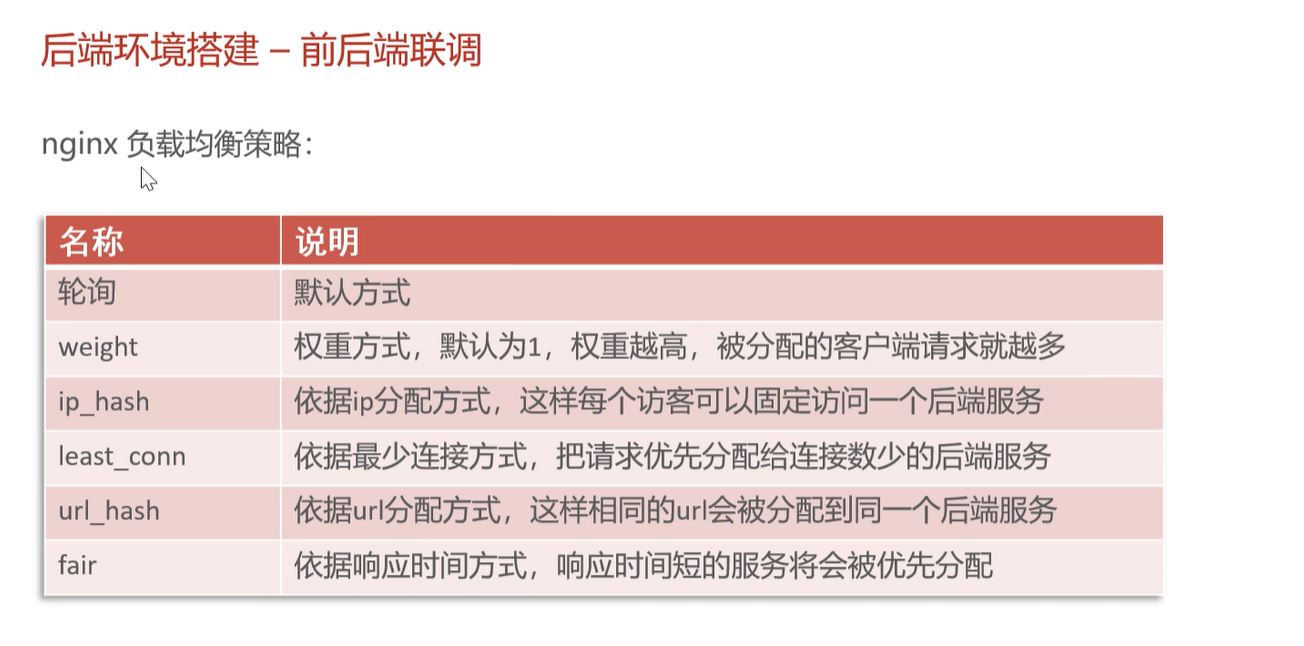 后端环境搭建 – 前后端联调
nginx 负载均衡策略：
名称 说明
轮询 默认方式
weight 权重方式，默认为1，权重越高，被分配的客户端请求就越多
ip_hash 依据ip分配方式，这样每个访客可以固定访问一个后端服务
least_conn 依据最少连接方式，把请求优先分配给连接数少的后端服务
url_hash 依据url分配方式，这样相同的url会被分配到同一个后端服务
fair 依据响应时间方式，响应时间短的服务将会被优先分配